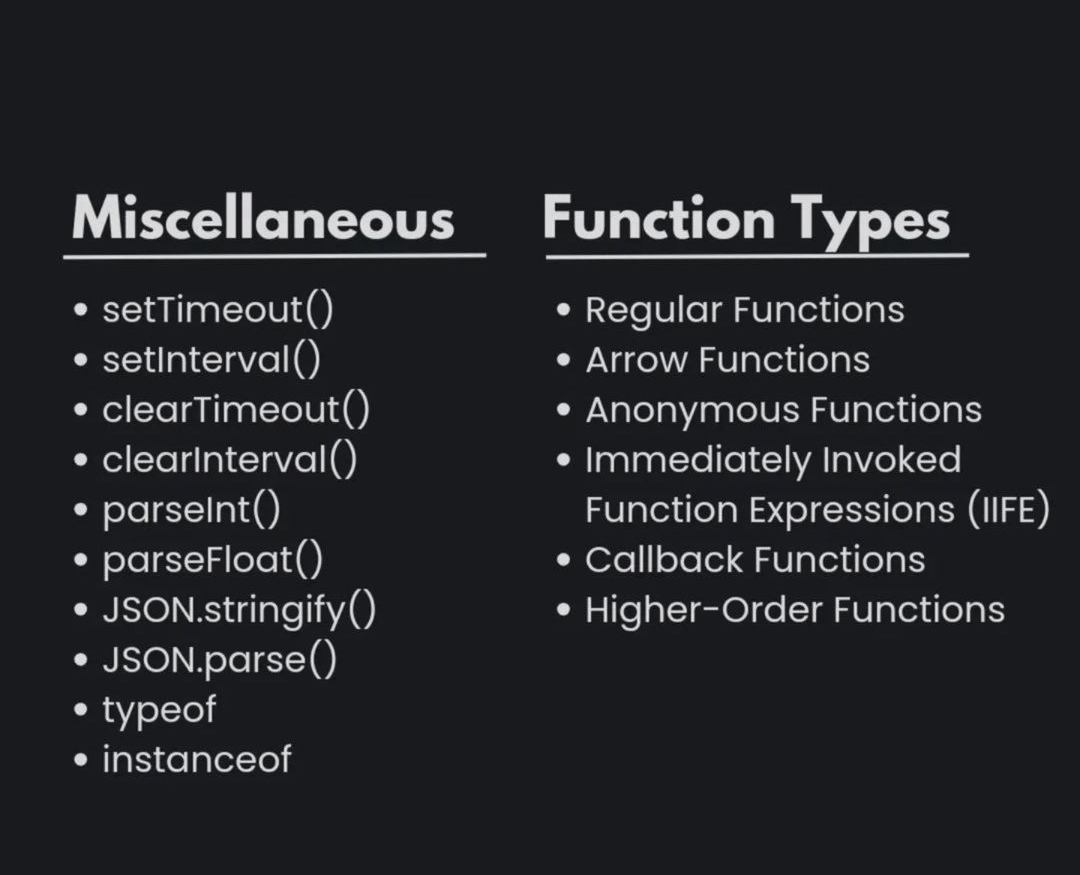 Miscellaneous
• setTimeout()
• setInterval()
• clearTimeout()
• clearInterval()
• parseInt()
• parseFloat()
• JSON.stringify()
• JSON.parse()
• typeof
• instanceof
Function Types
• Regular Functions
• Arrow Functions
• Anonymous Functions
• Immediately Invoked
Function Expressions (IIFE)
• Callback Functions
• Higher-Order Functions